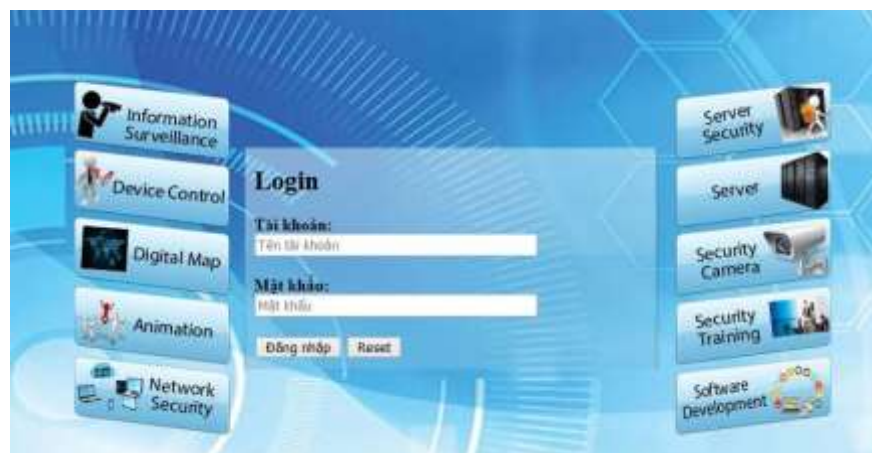 Information
Surveillance
Device Control
Digital Map
Animation
Network
Security
Login
Tài khoản:
Tên tài khoản
Mật khẩu:
Mật khẩu
Đăng nhập Reset
Server
Security
Server
Security
Camera
Security
Training
Software
Development